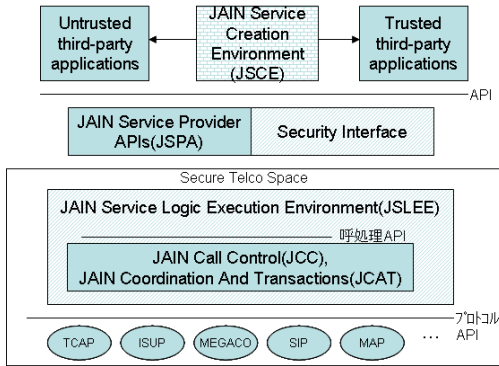 Untrusted
third-party
applications
JAIN Service
Creation
Environment
(JSCE)
Trusted
third-party
applications
API
JAIN Service Provider
APIs(JSPA)
Security Interface
Secure Telco Space
JAIN Service Logic Execution Environment(JSLEE)
呼処理API
JAIN Call Control(JCC),
JAIN Coordination And Transactions(JCAT)
ﾌﾟﾛﾄｺﾙ
API
TCAP
ISUP
MEGACO
SIP
MAP
…